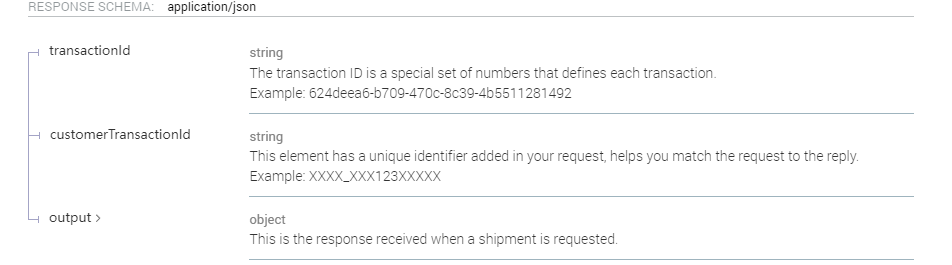 RESPONSE SCHEMA: application/json
transactionId
string
The transaction ID is a special set of numbers that defines each transaction.
Example: 624deea6-b709-470c-8c39-4b5511281492
customerTransactionId
string
This element has a unique identifier added in your request, helps you match the request to the reply.
Example: XXXX_XXX123XXXXX
output >
object
This is the response received when a shipment is requested.